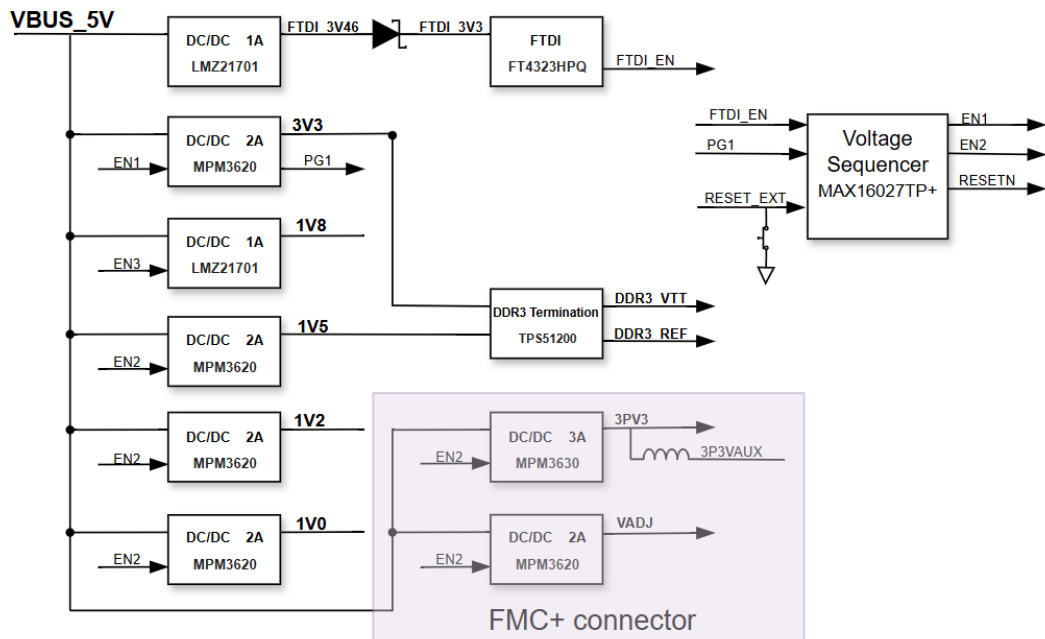 VBUS_5V
DC/DC 1A
LMZ21701
FTDI_3V46
FTDI_3V3
FTDI
FT4323HPQ
FTDI_EN
DC/DC 2A
MPM3620
3V3
EN1
PG1
FTDI_EN
PG1
RESET_EXT
Voltage
Sequencer
MAX16027TP+
EN1
EN2
RESETN
DC/DC 1A
LMZ21701
1V8
EN3
DC/DC 2A
MPM3620
1V5
EN2
DDR3 Termination
TPS51200
DDR3_VTT
DDR3_REF
DC/DC 2A
MPM3620
1V2
EN2
DC/DC 3A
MPM3630
3PV3
3P3VAUX
EN2
DC/DC 2A
MPM3620
1V0
EN2
DC/DC 2A
MPM3620
VADJ
EN2
FMC+ connector